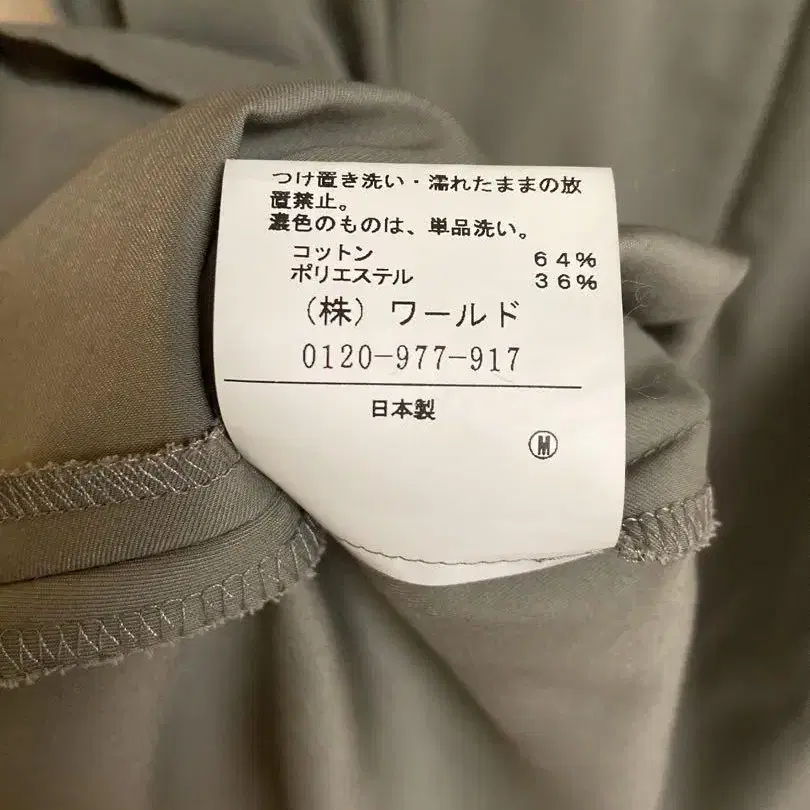 つけ置き洗い・濡れたままの放
置禁止。
濃色のものは、単品洗い。
コットン 64%
ポリエステル 36%
(株) ワールド
0120-977-917
日本製
Ⓜ